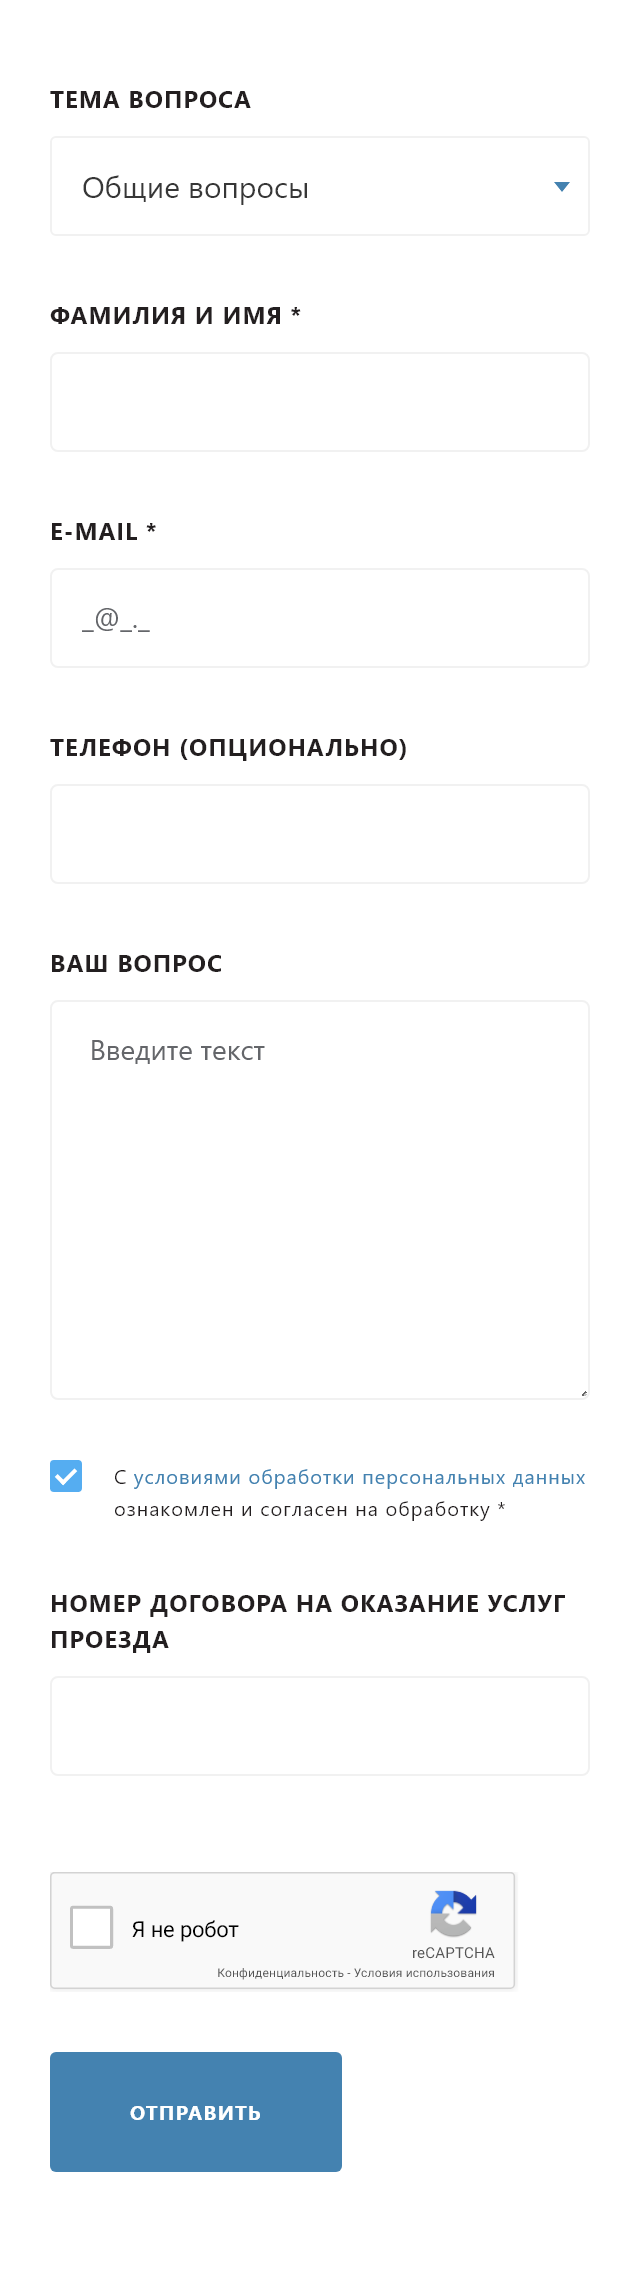 ТЕМА ВОПРОСА
Общие вопросы
ФАМИЛИЯ И ИМЯ *
E-MAIL *
_@_._
ТЕЛЕФОН (ОПЦИОНАЛЬНО)
ВАШ ВОПРОС
Введите текст
С условиями обработки персональных данных
ознакомлен и согласен на обработку *
НОМЕР ДОГОВОРА НА ОКАЗАНИЕ УСЛУГ
ПРОЕЗДА
Я не робот
reCAPTCHA
Конфиденциальность - Условия использования
ОТПРАВИТЬ